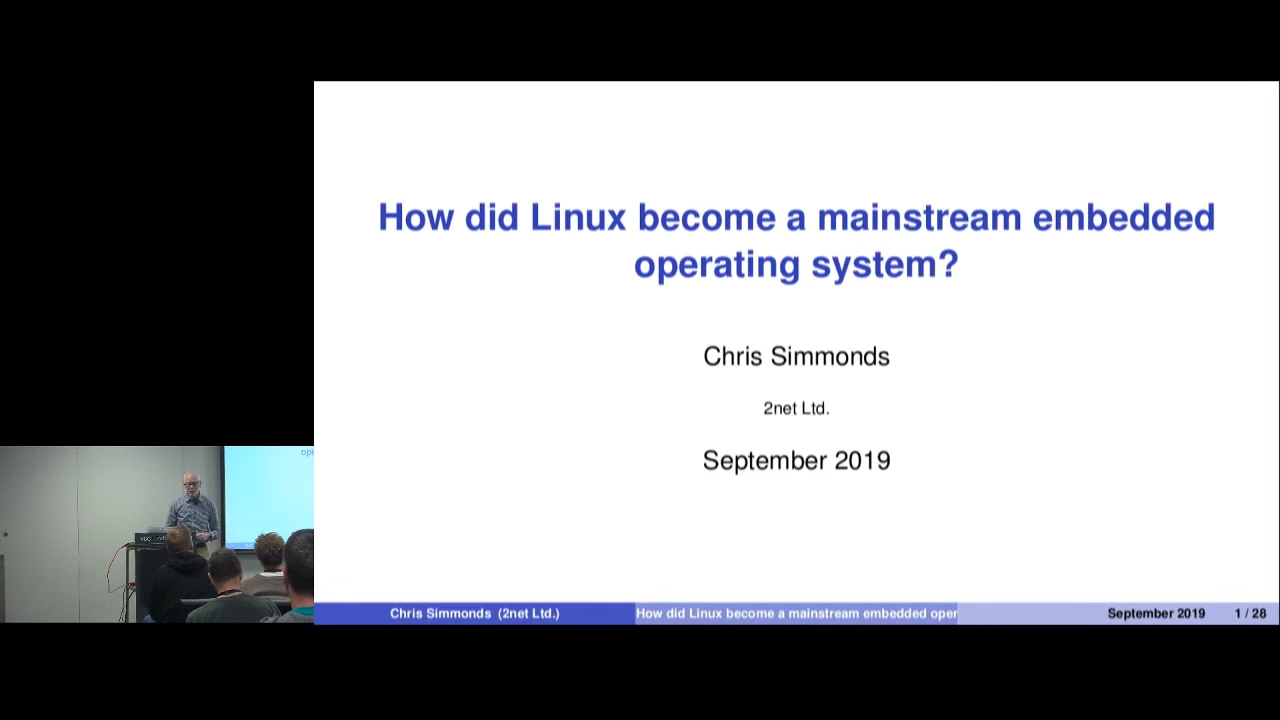 How did Linux become a mainstream embedded
operating system?
Chris Simmonds
2net Ltd.
September 2019
Chris Simmonds (2net Ltd.)
How did Linux become a mainstream embedded oper
September 2019
1 / 28
ope